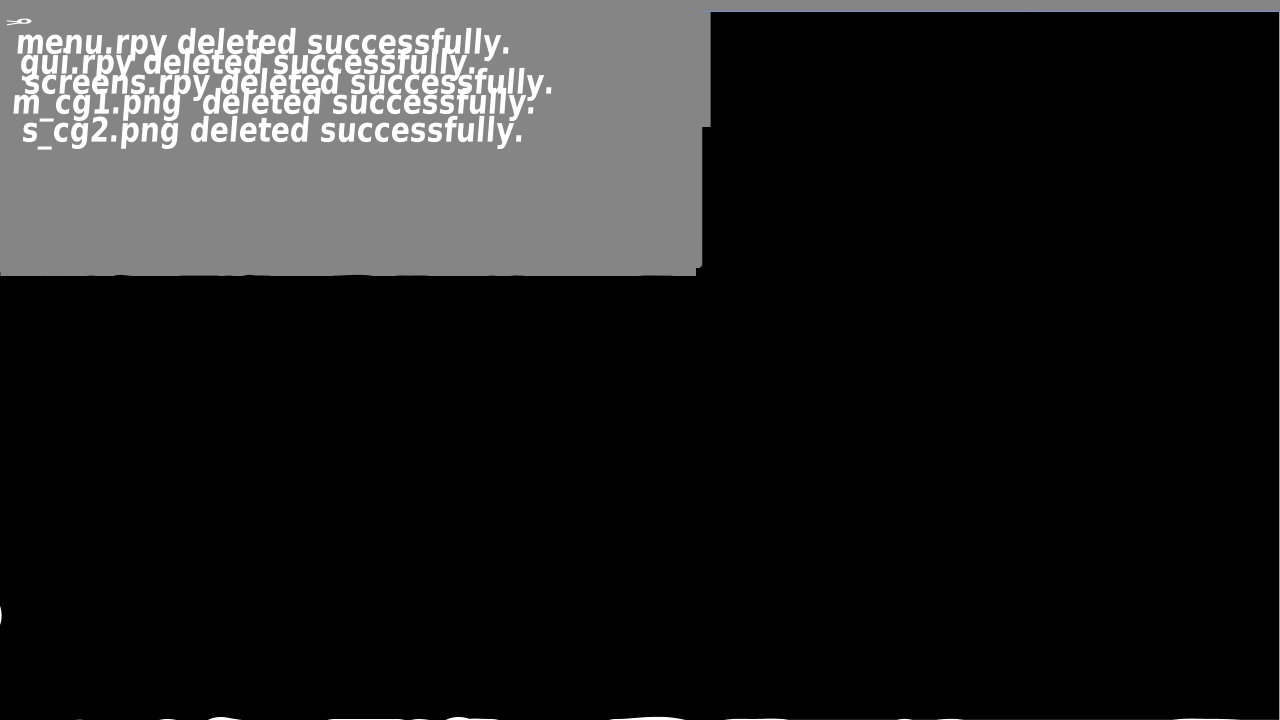 menu.rpy deleted successfully.
gui.rpy deleted successfully.
screens.rpy deleted successfully.
m_cg1.png  deleted successfully.
s_cg2.png deleted successfully.